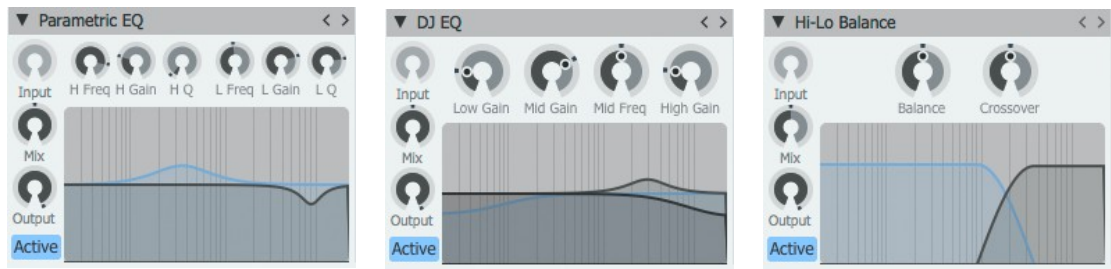 ▼ Parametric EQ < >
Input
H Freq H Gain H Q L Freq L Gain L Q
Mix
Output
Active
▼ DJ EQ < >
Input
Low Gain Mid Gain Mid Freq High Gain
Mix
Output
Active
▼ Hi-Lo Balance < >
Input
Balance Crossover
Mix
Output
Active